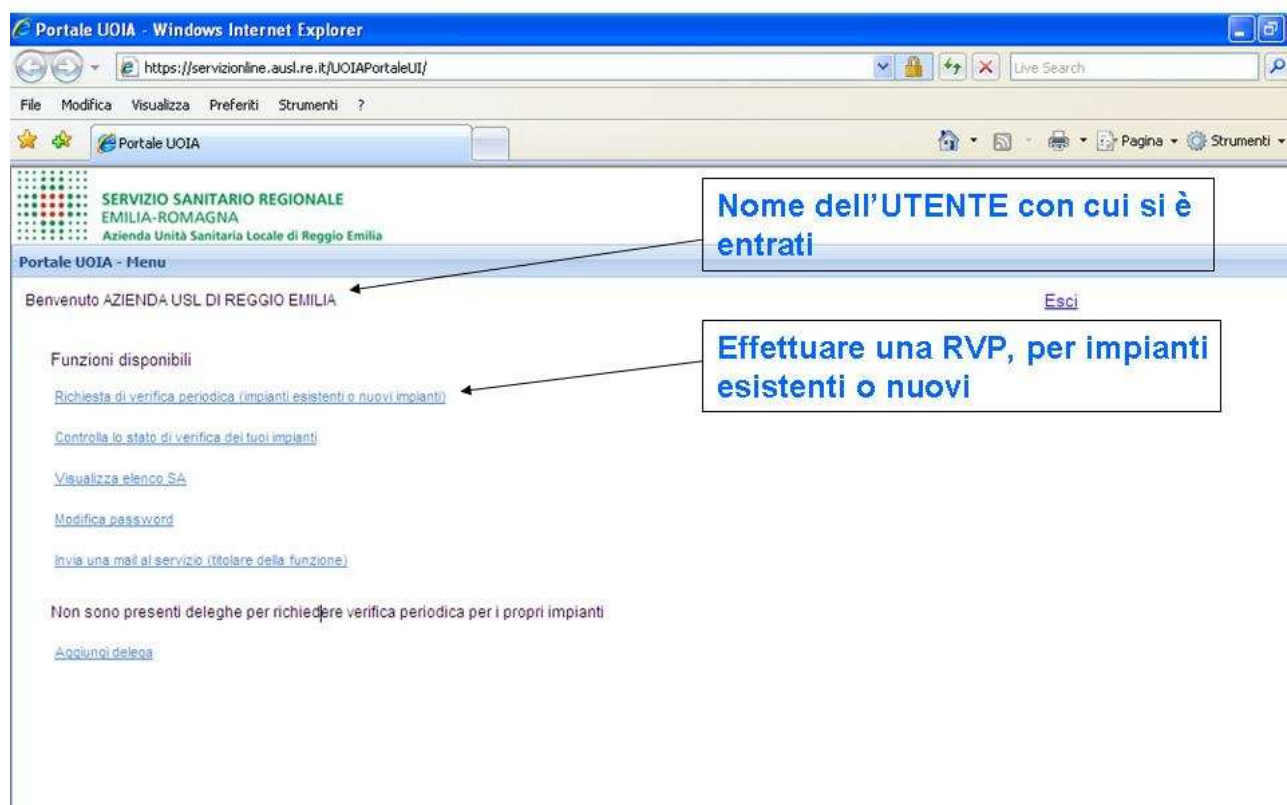 Portale UOIA - Windows Internet Explorer
https://servizionline.ausl.re.it/UOIAPortaleUI/
Live Search
File Modifica Visualizza Preferiti Strumenti ?
Portale UOIA
Pagina
Strumenti
SERVIZIO SANITARIO REGIONALE
EMILIA-ROMAGNA
Azienda Unità Sanitaria Locale di Reggio Emilia
Nome dell'UTENTE con cui si è
entrati
Portale UOIA - Menu
Benvenuto AZIENDA USL DI REGGIO EMILIA
Esci
Effettuare una RVP, per impianti
esistenti o nuovi
Funzioni disponibili
Richiesta di verifica periodica (impianti esistenti o nuovi impianti)
Controlla lo stato di verifica dei tuoi impianti
Visualizza elenco SA
Modifica password
Invia una mail al servizio (titolare della funzione)
Non sono presenti deleghe per richiedere verifica periodica per i propri impianti
Aggiungi delega